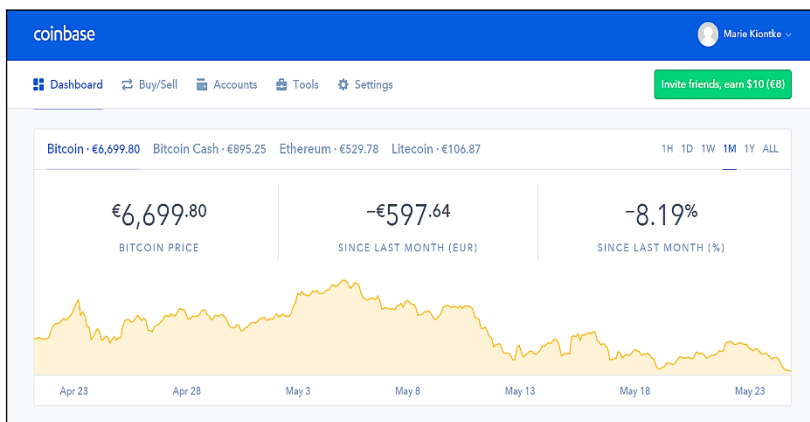 coinbase Marie Kiontke
Dashboard Buy/Sell Accounts Tools Settings Invite friends, earn $10 (€8)
Bitcoin · €6,699.80 Bitcoin Cash · €895.25 Ethereum · €529.78 Litecoin · €106.87 1H 1D 1W 1M 1Y ALL
€6,699.80 −€597.64 −8.19%
BITCOIN PRICE SINCE LAST MONTH (EUR) SINCE LAST MONTH (%)
Apr 23 Apr 28 May 3 May 8 May 13 May 18 May 23